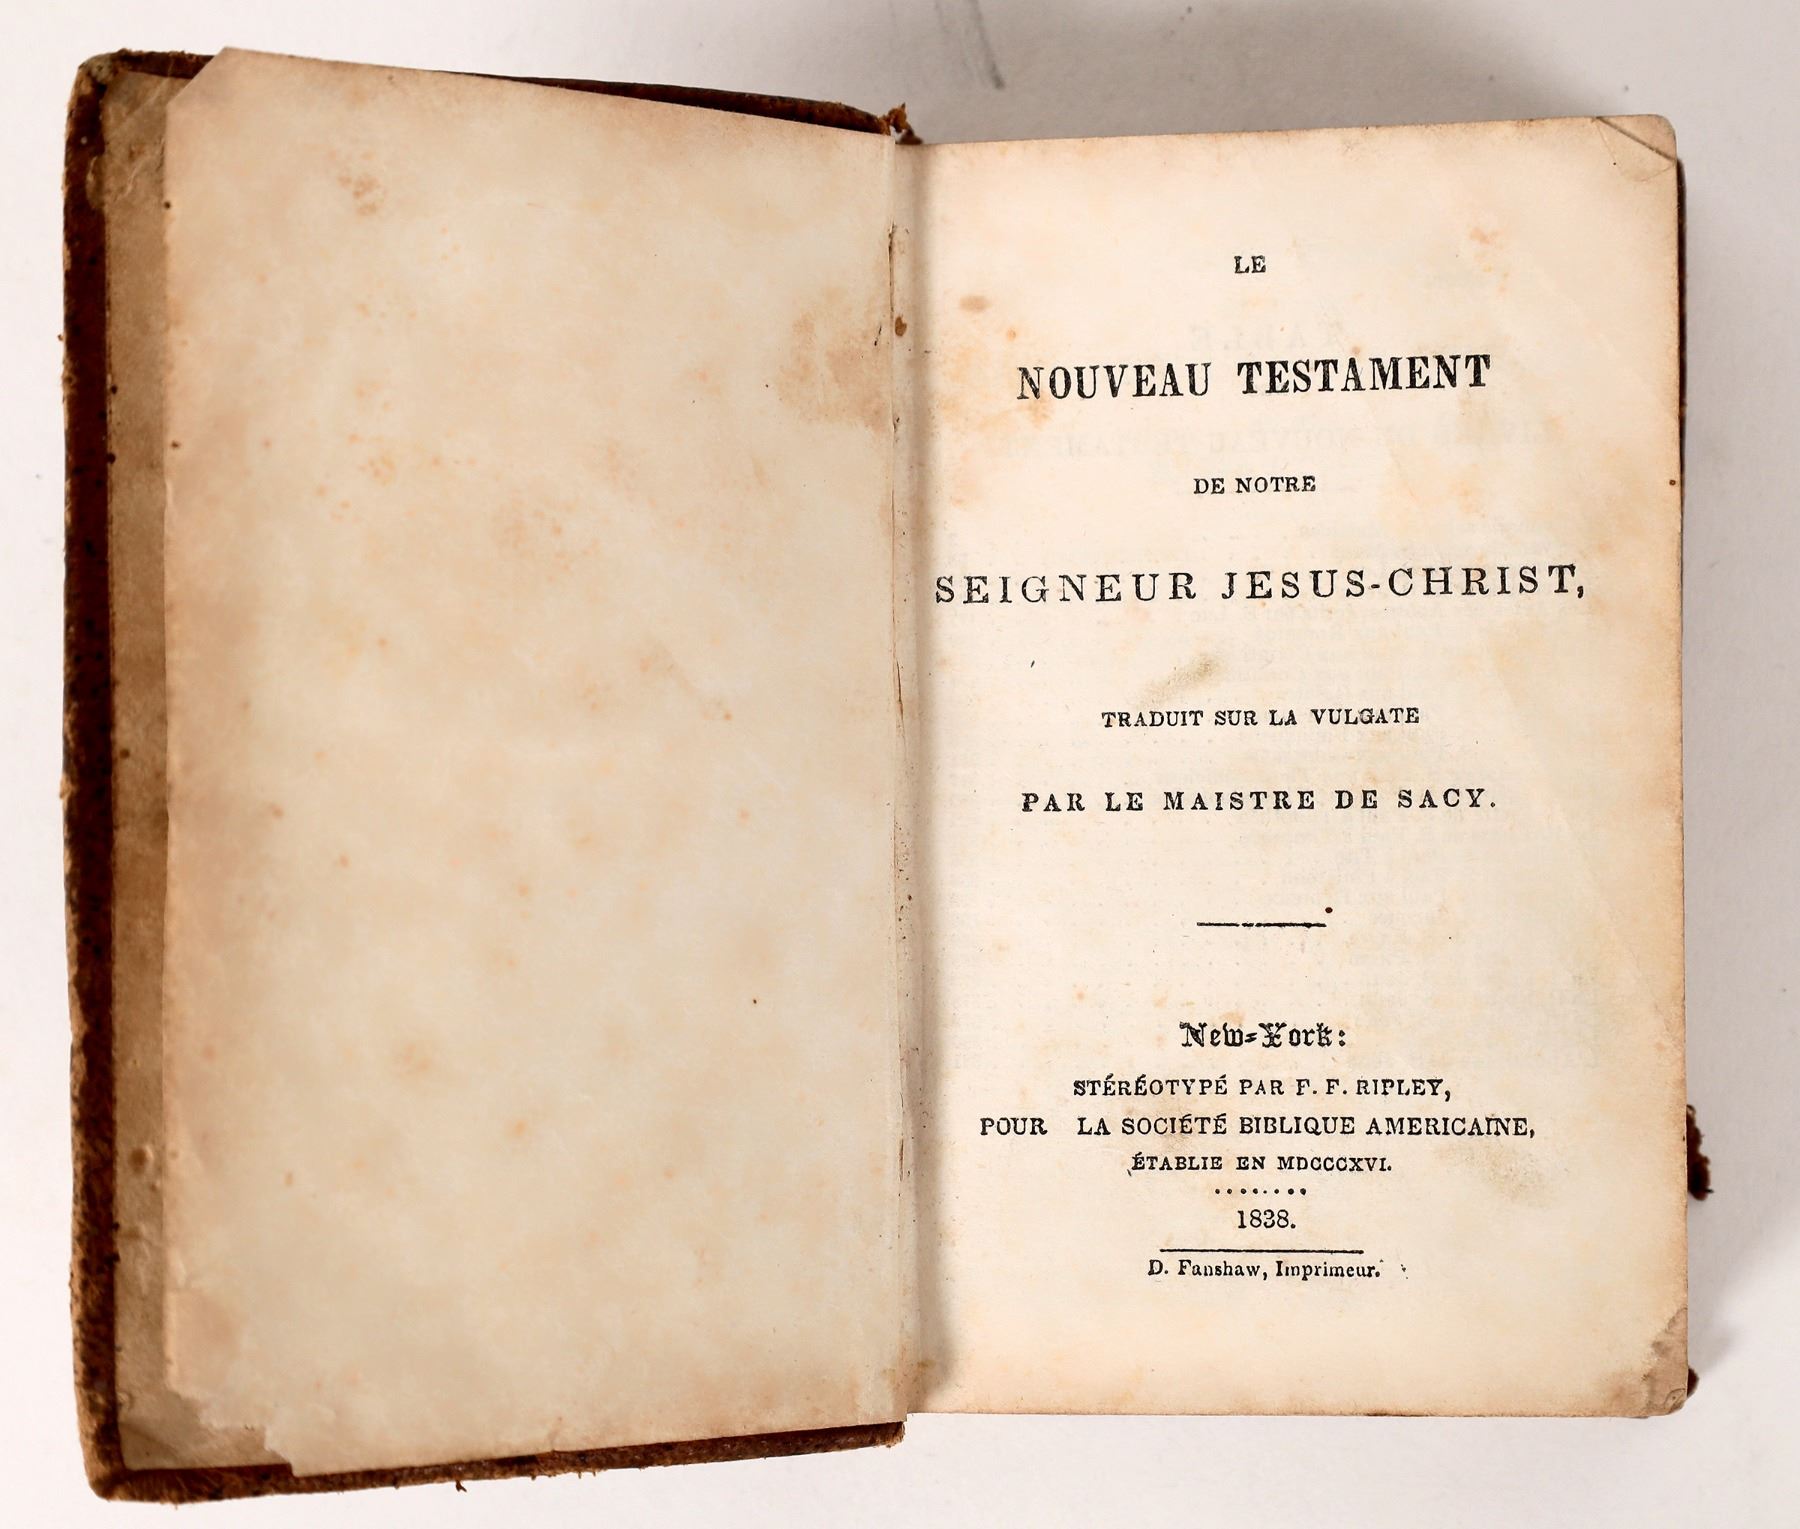 LE
NOUVEAU TESTAMENT
DE NOTRE
SEIGNEUR JESUS-CHRIST,
TRADUIT SUR LA VULGATE
PAR LE MAISTRE DE SACY.
New-York:
STÉRÉOTYPÉ PAR F. F. RIPLEY,
POUR LA SOCIÉTÉ BIBLIQUE AMERICAINE,
ÉTABLIE EN MDCCCXVI.
........
1838.
D. Fanshaw, Imprimeur.